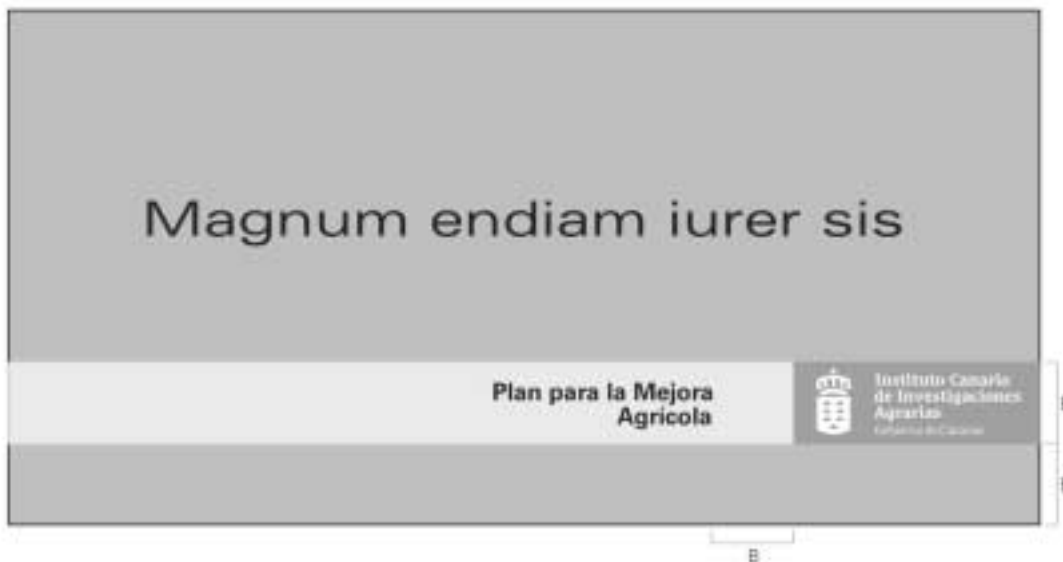 Magnum endiam iurer sis
Plan para la Mejora
Agrícola
Instituto Canario
de Investigaciones
Agrarias
Gobierno de Canarias
B